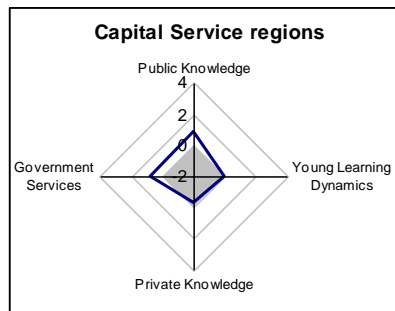 Capital Service regions
Public Knowledge
4
2
0
-2
Government
Services
Young Learning
Dynamics
Private Knowledge